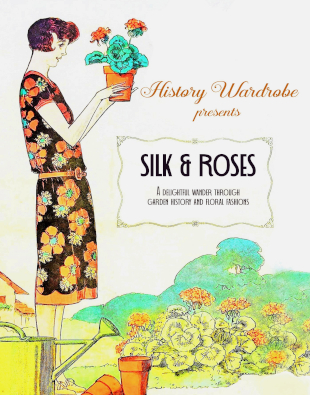 History Wardrobe
presents
SILK & ROSES
A DELIGHTFUL WANDER THROUGH
GARDEN HISTORY AND FLORAL FASHIONS